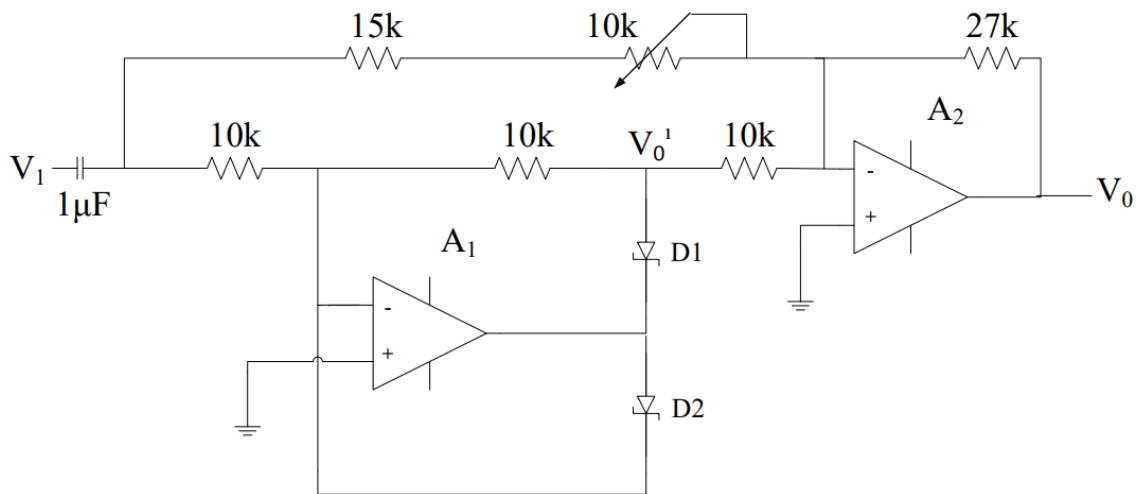 15k
10k
27k
A₂
10k
10k
V₀¹
10k
V₁
-
V₀
1μF
+
D1
A₁
-
+
D2